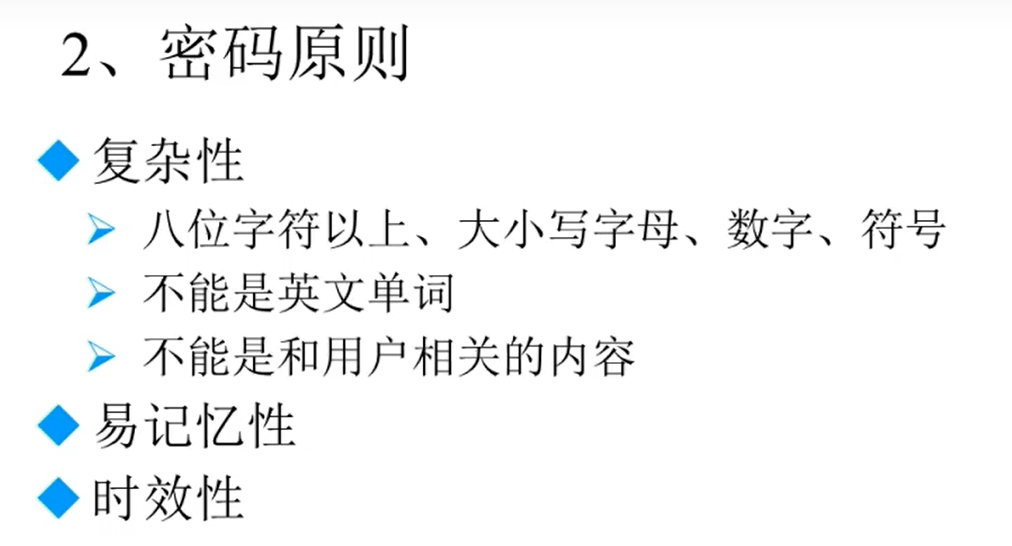 2、密码原则
复杂性
八位字符以上、大小写字母、数字、符号
不能是英文单词
不能是和用户相关的内容
易记忆性
时效性